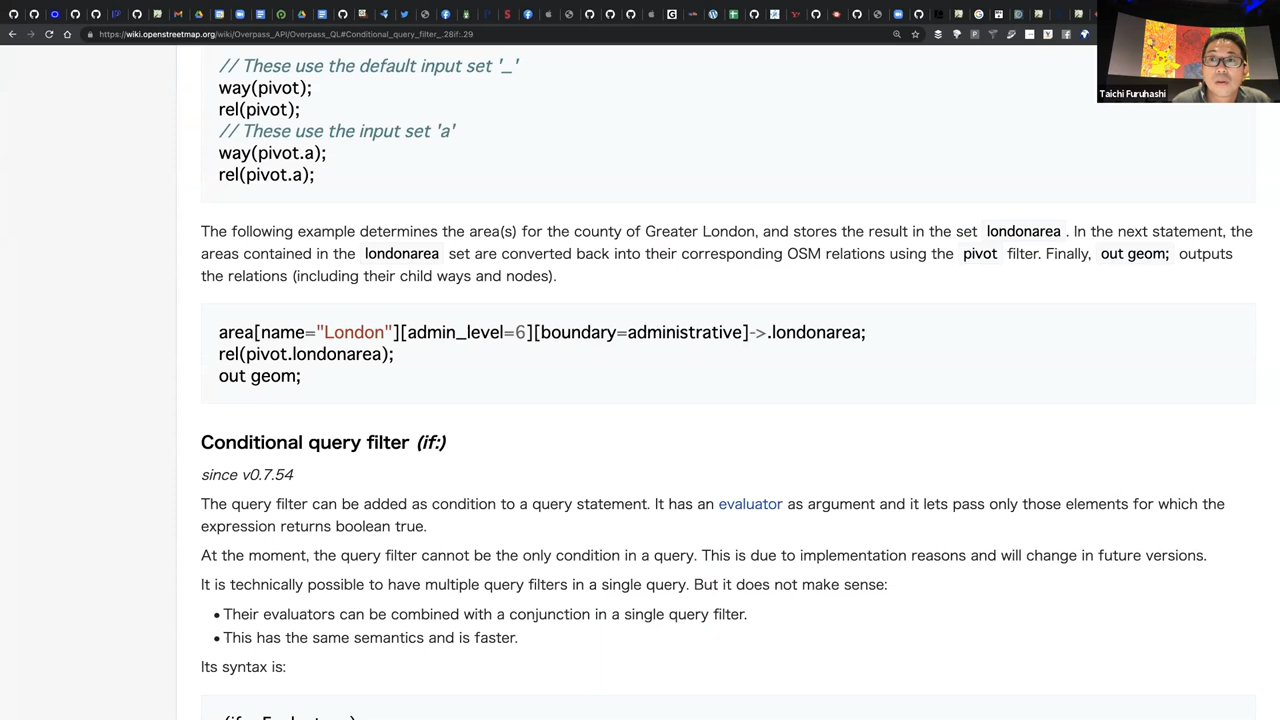 https://wiki.openstreetmap.org/wiki/Overpass_API/Overpass_QL#Conditional_query_filter_.28if:.29
Taichi Furuhashi
// These use the default input set '_'
way(pivot);
rel(pivot);
// These use the input set 'a'
way(pivot.a);
rel(pivot.a);
The following example determines the area(s) for the county of Greater London, and stores the result in the set londonarea . In the next statement, the
areas contained in the londonarea set are converted back into their corresponding OSM relations using the pivot filter. Finally, out geom; outputs
the relations (including their child ways and nodes).
area[name="London"][admin_level=6][boundary=administrative]->.londonarea;
rel(pivot.londonarea);
out geom;
Conditional query filter (if:)
since v0.7.54
The query filter can be added as condition to a query statement. It has an evaluator as argument and it lets pass only those elements for which the
expression returns boolean true.
At the moment, the query filter cannot be the only condition in a query. This is due to implementation reasons and will change in future versions.
It is technically possible to have multiple query filters in a single query. But it does not make sense:
• Their evaluators can be combined with a conjunction in a single query filter.
• This has the same semantics and is faster.
Its syntax is: